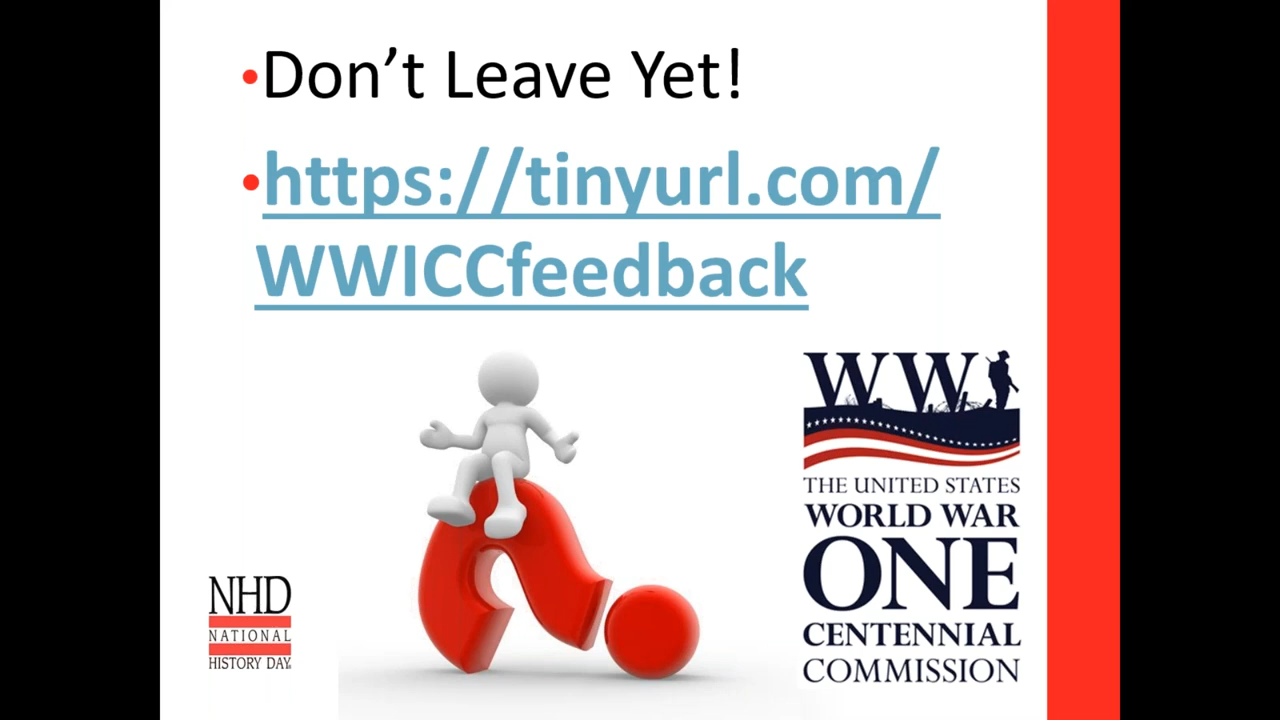 •Don’t Leave Yet!
•https://tinyurl.com/
WWICCfeedback
WW
THE UNITED STATES
WORLD WAR
ONE
CENTENNIAL
COMMISSION
NHD
NATIONAL
HISTORY DAY